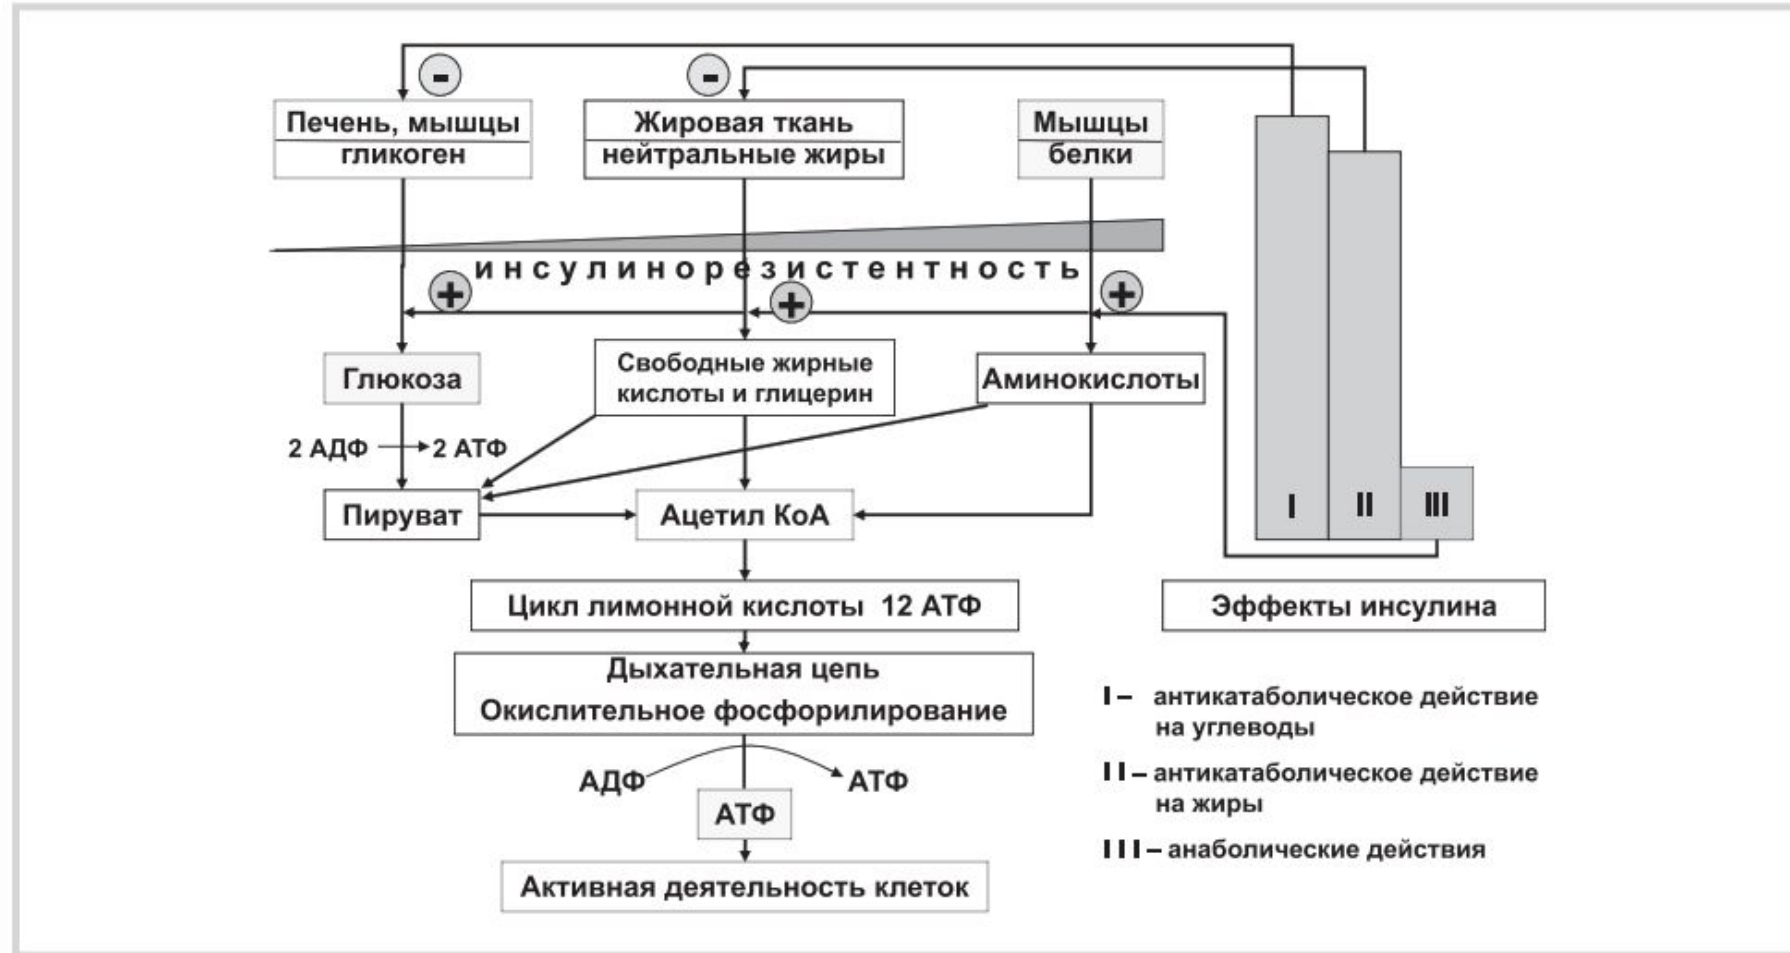 -
-
Печень, мышцы
гликоген
Жировая ткань
нейтральные жиры
Мышцы
белки
инсулинорезистентность
+
+
+
Глюкоза
Свободные жирные
кислоты и глицерин
Аминокислоты
2 АДФ
2 АТФ
Пируват
Ацетил КоА
I
II
III
Цикл лимонной кислоты 12 АТФ
Эффекты инсулина
Дыхательная цепь
Окислительное фосфорилирование
АДФ
АТФ
АТФ
Активная деятельность клеток
I – антикатаболическое действие
на углеводы
II – антикатаболическое действие
на жиры
III – анаболические действия